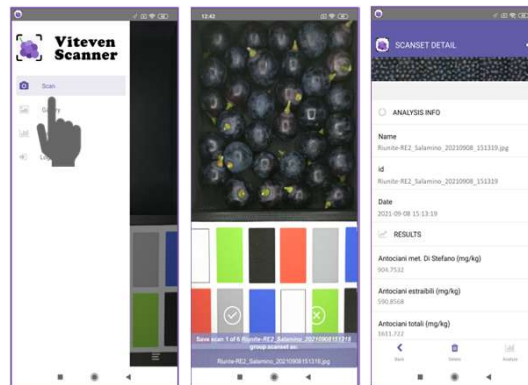 Viteven
Scanner
Scan
12:42
Save scan 1 of 6 Riunite-RE2_Salamino_20210908151319
group scanset as:
Riunite-RE2_Salamino_20210908151319.jpg
SCANSET DETAIL
ANALYSIS INFO
Name
Riunite-RE2_Salamino_20210908_151319.jpg
id
Riunite-RE2_Salamino_20210908_151319
Date
2021-09-08 15:13:19
RESULTS
Antociani met. Di Stefano (mg/kg)
904.7532
Antociani estraibili (mg/kg)
590.8568
Antociani totali (mg/kg)
1611.722
Back
Delete
Analyze